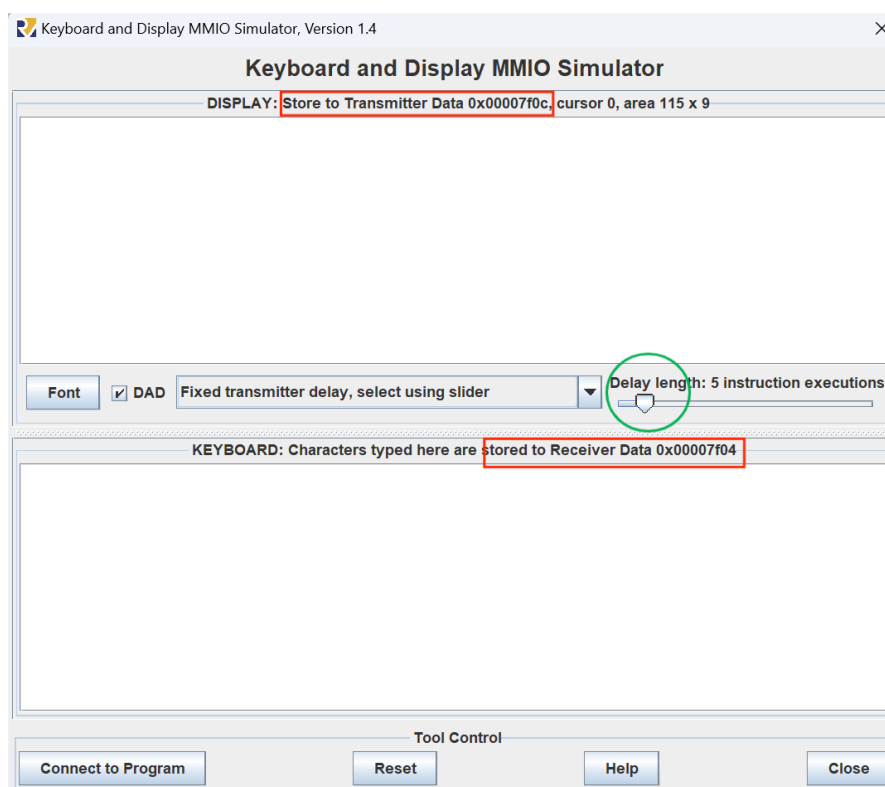 Keyboard and Display MMIO Simulator, Version 1.4
Keyboard and Display MMIO Simulator
DISPLAY: Store to Transmitter Data 0x00007f0c, cursor 0, area 115 x 9
Font
DAD
Fixed transmitter delay, select using slider
Delay length: 5 instruction executions
KEYBOARD: Characters typed here are stored to Receiver Data 0x00007f04
Tool Control
Connect to Program
Reset
Help
Close